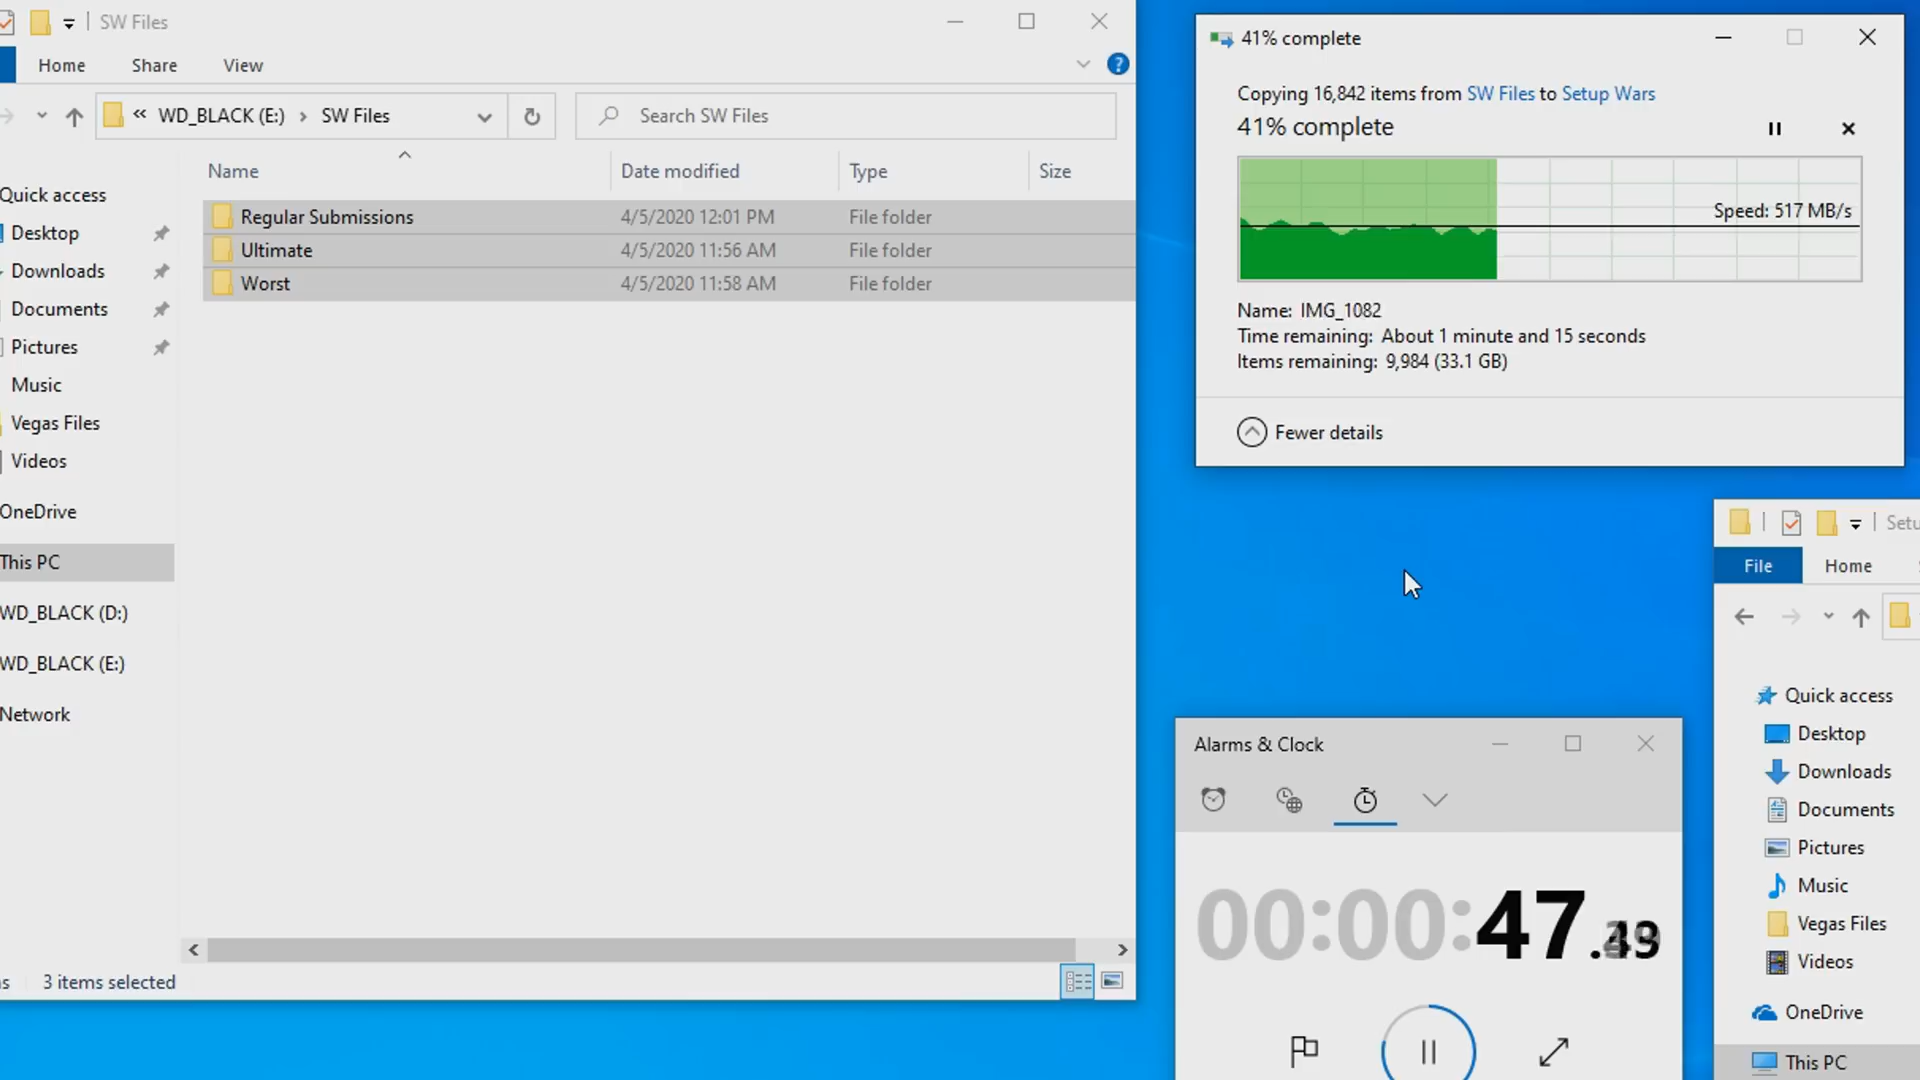 SW Files
Home Share View
« WD_BLACK (E:) › SW Files
Search SW Files
Name Date modified Type Size
Regular Submissions 4/5/2020 12:01 PM File folder
Ultimate 4/5/2020 11:56 AM File folder
Worst 4/5/2020 11:58 AM File folder
Quick access
Desktop
Downloads
Documents
Pictures
Music
Vegas Files
Videos
OneDrive
This PC
WD_BLACK (D:)
WD_BLACK (E:)
Network
3 items selected
41% complete
Copying 16,842 items from SW Files to Setup Wars
41% complete
Speed: 517 MB/s
Name: IMG_1082
Time remaining: About 1 minute and 15 seconds
Items remaining: 9,984 (33.1 GB)
Fewer details
Alarms & Clock
00:00:47
File Home
Quick access
Desktop
Downloads
Documents
Pictures
Music
Vegas Files
Videos
OneDrive
This PC